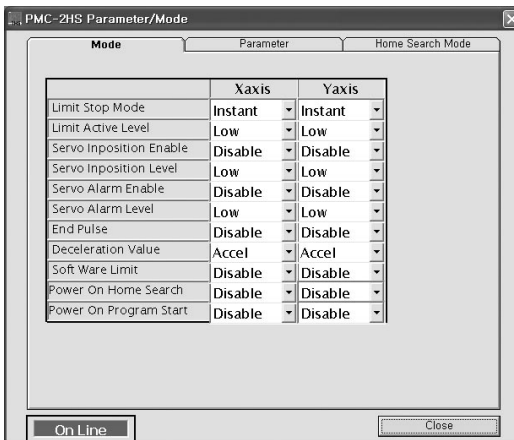 PMC-2HS Parameter/Mode
Mode Parameter Home Search Mode
Xaxis Yaxis
Limit Stop Mode Instant Instant
Limit Active Level Low Low
Servo Inposition Enable Disable Disable
Servo Inposition Level Low Low
Servo Alarm Enable Disable Disable
Servo Alarm Level Low Low
End Pulse Disable Disable
Deceleration Value Accel Accel
Soft Ware Limit Disable Disable
Power On Home Search Disable Disable
Power On Program Start Disable Disable
On Line Close